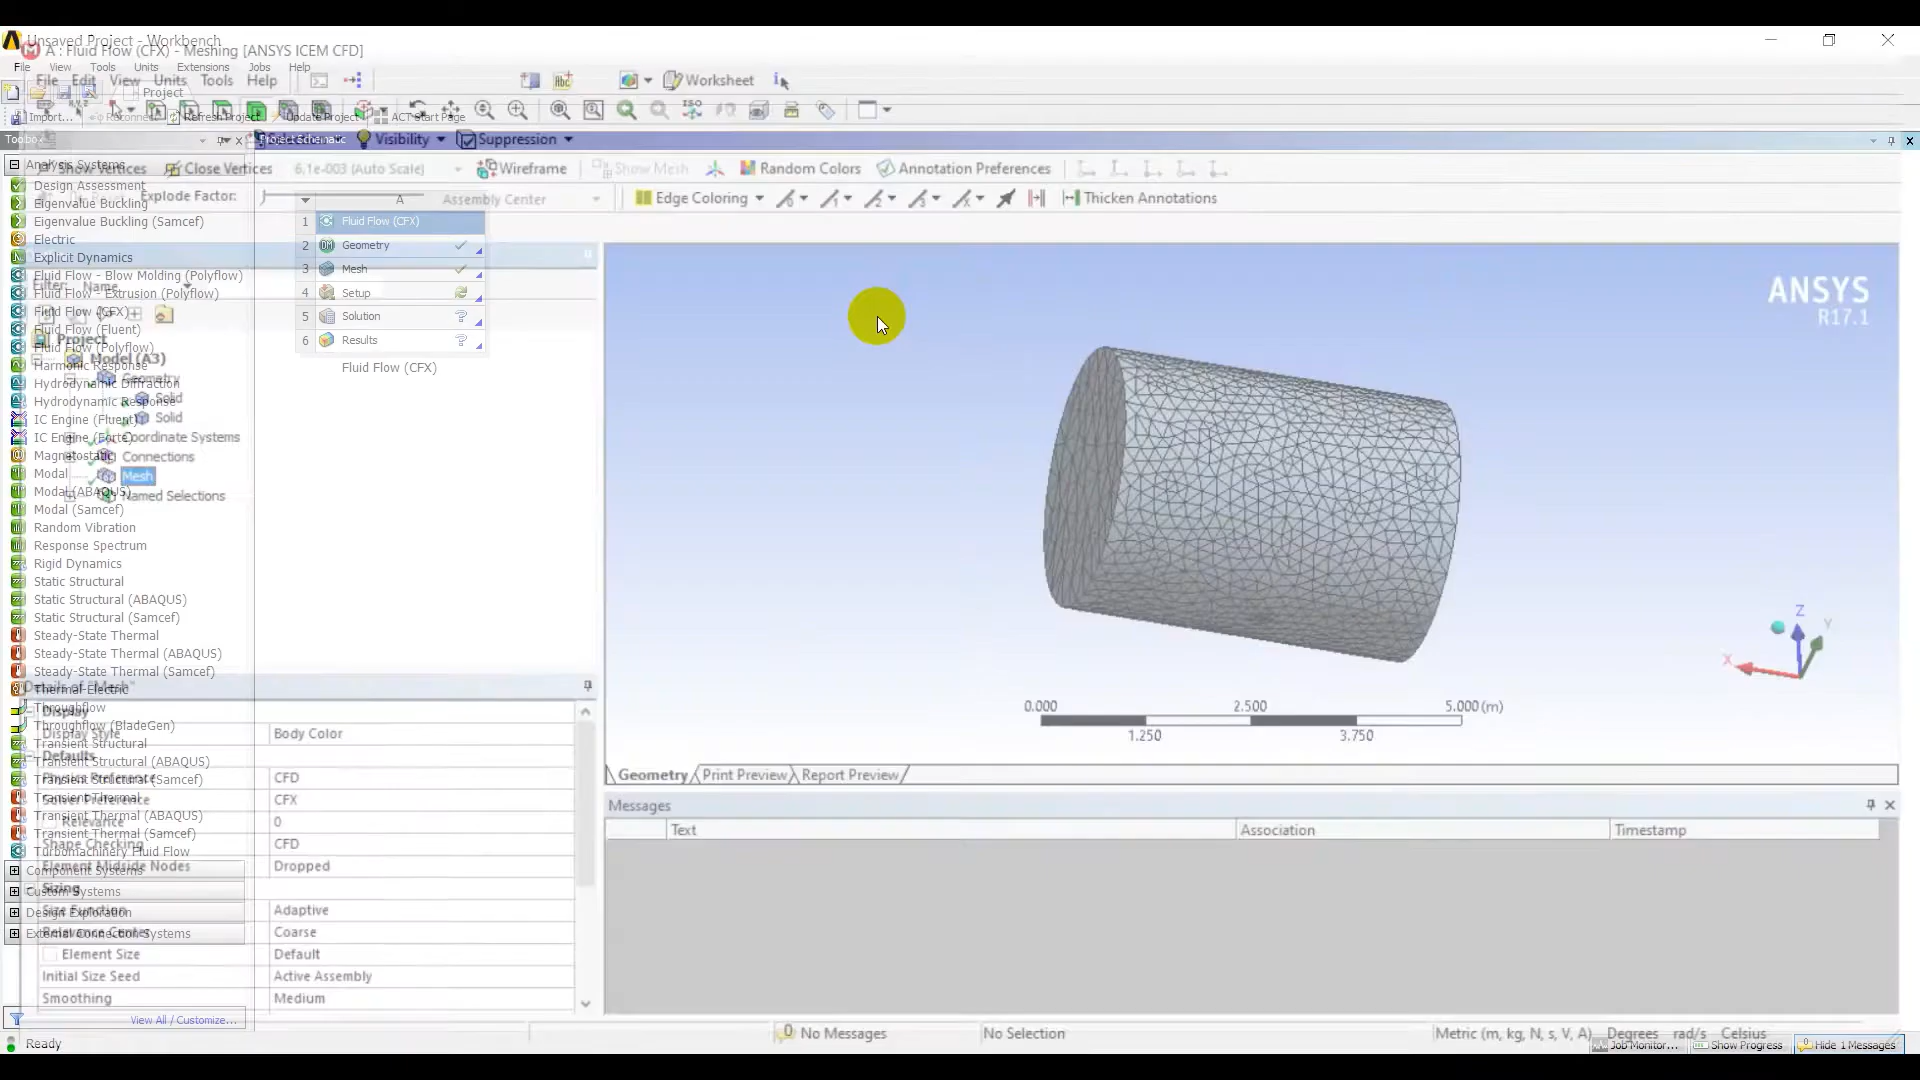 Unsaved Project - Workbench
A : Fluid Flow (CFX) - Meshing [ANSYS ICEM CFD]
File View Tools Units Extensions Jobs Help
File Edit View Units Tools Help
Worksheet
Project
Import... Reconnect Refresh Project Update Project ACT Start Page
Toolbox
Project Schematic
Visibility
Suppression
Analysis Systems
Show Vertices
Close Vertices
6.1e-003 (Auto Scale)
Wireframe
Show Mesh
Random Colors
Annotation Preferences
Explode Factor:
Assembly Center
Edge Coloring
Thicken Annotations
A
1 Fluid Flow (CFX)
2 Geometry
3 Mesh
4 Setup
5 Solution
6 Results
Fluid Flow (CFX)
Design Assessment
Eigenvalue Buckling
Eigenvalue Buckling (Samcef)
Electric
Explicit Dynamics
Fluid Flow - Blow Molding (Polyflow)
Fluid Flow - Extrusion (Polyflow)
Fluid Flow (CFX)
Fluid Flow (Fluent)
Fluid Flow (Polyflow)
Harmonic Response
Hydrodynamic Diffraction
Hydrodynamic Response
IC Engine (Fluent)
IC Engine (Forte)
Magnetostatic
Modal
Modal (ABAQUS)
Modal (Samcef)
Random Vibration
Response Spectrum
Rigid Dynamics
Static Structural
Static Structural (ABAQUS)
Static Structural (Samcef)
Steady-State Thermal
Steady-State Thermal (ABAQUS)
Steady-State Thermal (Samcef)
Thermal-Electric
Throughflow
Throughflow (BladeGen)
Transient Structural
Transient Structural (ABAQUS)
Transient Structural (Samcef)
Transient Thermal
Transient Thermal (ABAQUS)
Transient Thermal (Samcef)
Turbomachinery Fluid Flow
Component Systems
Custom Systems
Design Exploration
External Connection Systems
View All / Customize...
Filter: Name
Project
Model (A3)
Geometry
Solid
Solid
Coordinate Systems
Connections
Mesh
Named Selections
Details of "Mesh"
Display
Display Style Body Color
Defaults
Physics Preference CFD
Solver Preference CFX
Relevance 0
Shape Checking CFD
Element Midside Nodes Dropped
Sizing
Size Function Adaptive
Relevance Center Coarse
Element Size Default
Initial Size Seed Active Assembly
Smoothing Medium
ANSYS
R17.1
Z
Y
X
0.000 2.500 5.000 (m)
1.250 3.750
Geometry Print Preview Report Preview
Messages
Text Association Timestamp
No Messages
No Selection
Metric (m, kg, N, s, V, A) Degrees rad/s Celsius
Ready
Job Monitor... Show Progress Hide 1 Messages